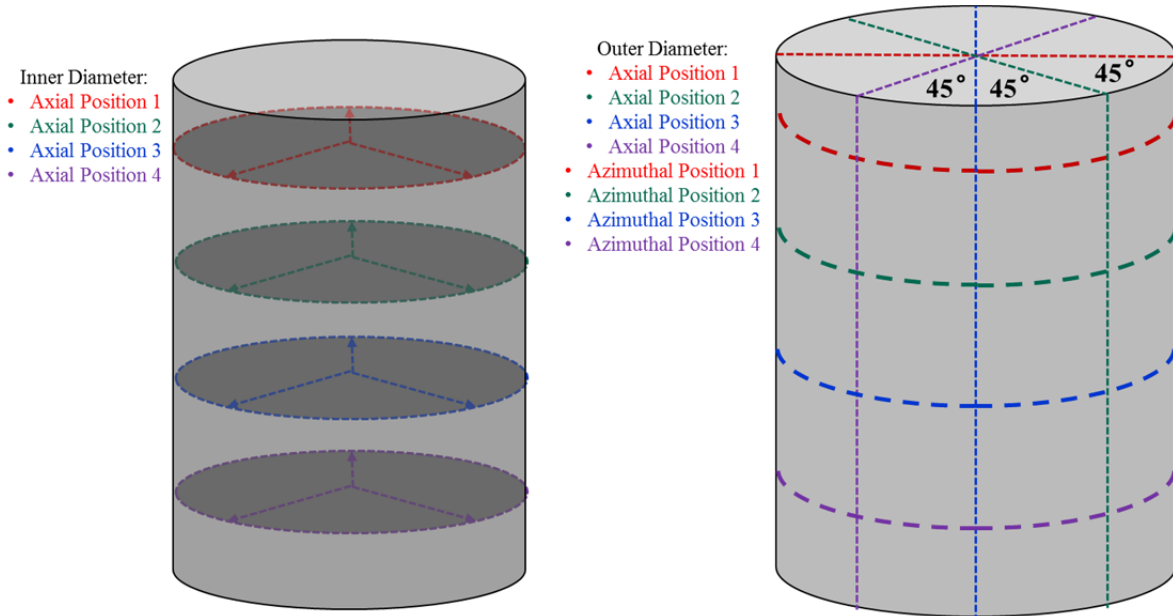 Inner Diameter:
• Axial Position 1
• Axial Position 2
• Axial Position 3
• Axial Position 4
Outer Diameter:
• Axial Position 1
• Axial Position 2
• Axial Position 3
• Axial Position 4
• Azimuthal Position 1
• Azimuthal Position 2
• Azimuthal Position 3
• Azimuthal Position 4
45° 45° 45°